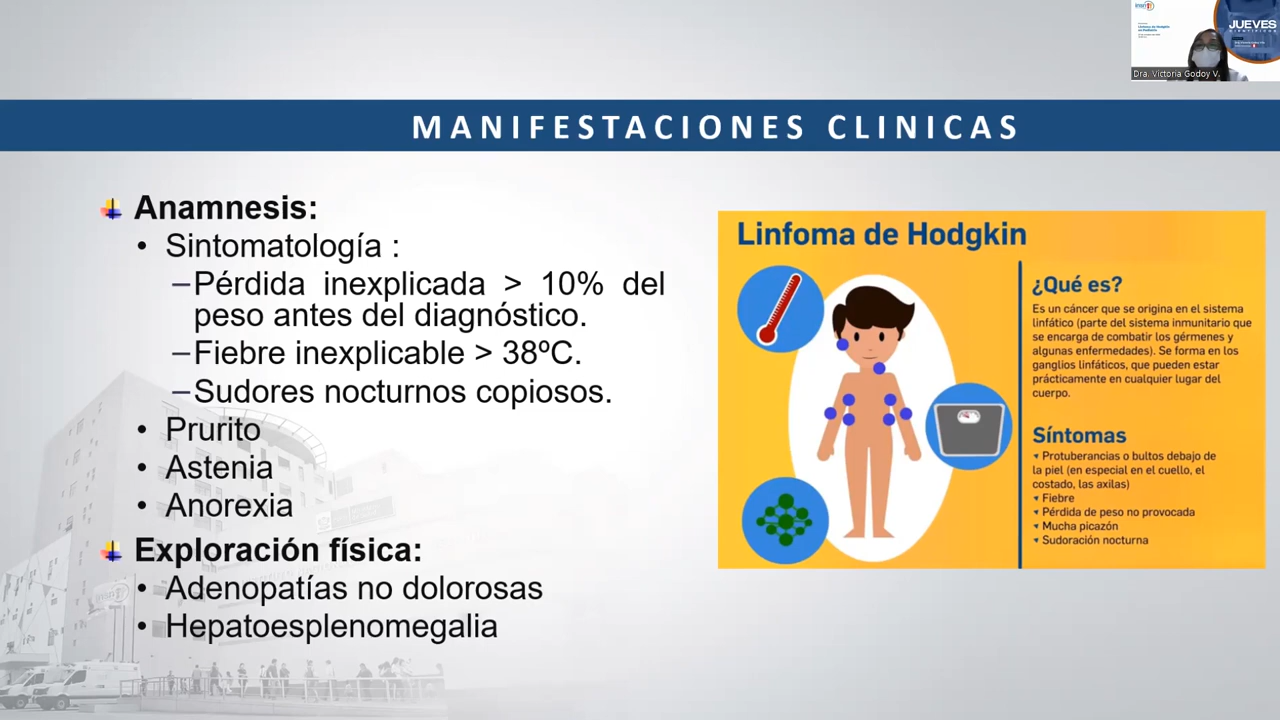 JUEVES
CIENTÍFICOS
Dra. Victoria Godoy V.
MANIFESTACIONES CLINICAS
Anamnesis:
• Sintomatología :
–Pérdida inexplicada > 10% del
peso antes del diagnóstico.
–Fiebre inexplicable > 38ºC.
–Sudores nocturnos copiosos.
• Prurito
• Astenia
• Anorexia
Exploración física:
• Adenopatías no dolorosas
• Hepatoesplenomegalia
Linfoma de Hodgkin
¿Qué es?
Es un cáncer que se origina en el sistema
linfático (parte del sistema inmunitario que
se encarga de combatir los gérmenes y
algunas enfermedades). Se forma en los
ganglios linfáticos, que pueden estar
prácticamente en cualquier lugar del
cuerpo.
Síntomas
Protuberancias o bultos debajo de
la piel (en especial en el cuello, el
costado, las axilas)
Fiebre
Pérdida de peso no provocada
Mucha picazón
Sudoración nocturna